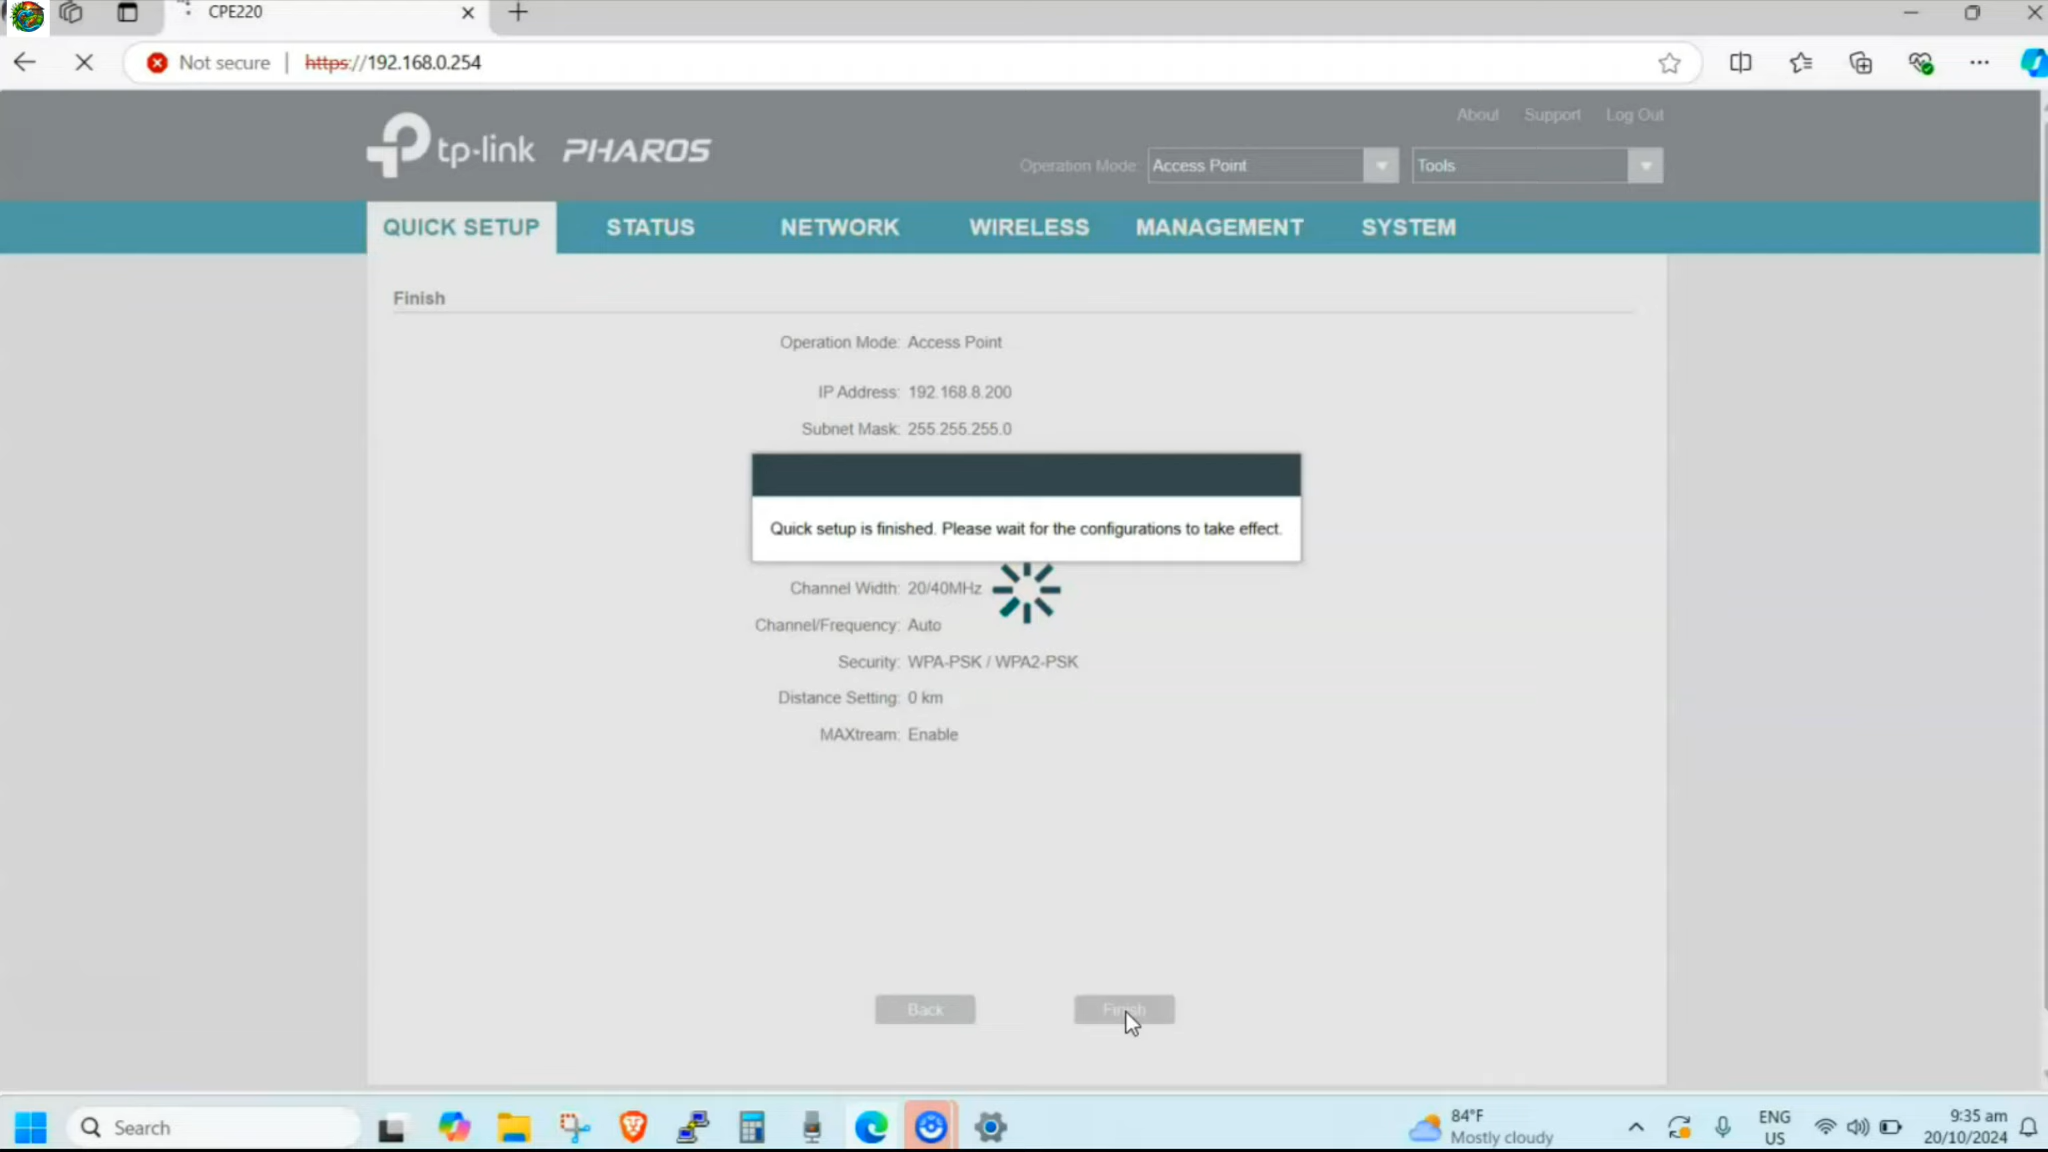 CPE220
Not secure | https://192.168.0.254
About Support Log Out
tp-link PHAROS
Operation Mode: Access Point Tools
QUICK SETUP STATUS NETWORK WIRELESS MANAGEMENT SYSTEM
Finish
Operation Mode: Access Point
IP Address: 192.168.8.200
Subnet Mask: 255.255.255.0
Quick setup is finished. Please wait for the configurations to take effect.
Channel Width: 20/40MHz
Channel/Frequency: Auto
Security: WPA-PSK / WPA2-PSK
Distance Setting: 0 km
MAXtream: Enable
Back Finish
Search
84°F
Mostly cloudy
ENG
US
9:35 am
20/10/2024